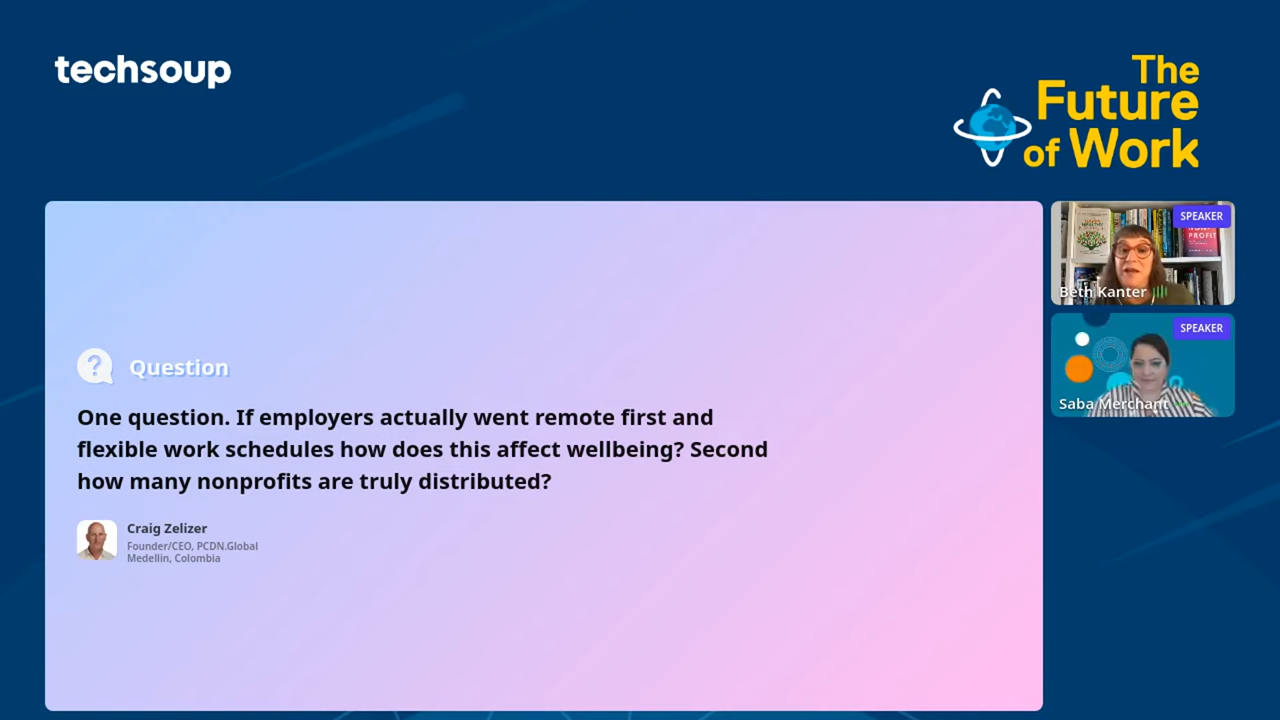 techsoup
The
Future
of Work
SPEAKER
PROFIT
Beth Kanter
SPEAKER
Saba Merchant
Question
One question. If employers actually went remote first and
flexible work schedules how does this affect wellbeing? Second
how many nonprofits are truly distributed?
Craig Zelizer
Founder/CEO, PCDN.Global
Medellin, Colombia